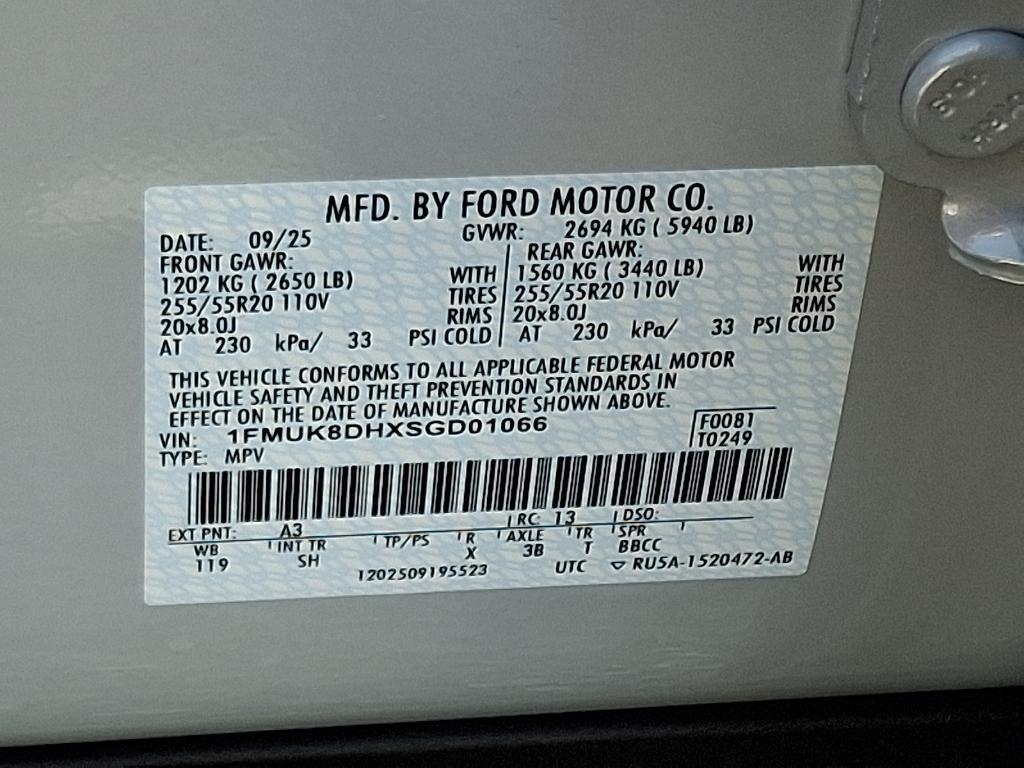 MFD. BY FORD MOTOR CO.
DATE: 09/25 GVWR: 2694 KG ( 5940 LB)
FRONT GAWR: REAR GAWR:
1202 KG ( 2650 LB) WITH 1560 KG ( 3440 LB) WITH
255/55R20 110V TIRES 255/55R20 110V TIRES
20x8.0J RIMS 20x8.0J RIMS
AT 230 kPa/ 33 PSI COLD AT 230 kPa/ 33 PSI COLD
THIS VEHICLE CONFORMS TO ALL APPLICABLE FEDERAL MOTOR
VEHICLE SAFETY AND THEFT PREVENTION STANDARDS IN
EFFECT ON THE DATE OF MANUFACTURE SHOWN ABOVE.
VIN: 1FMUK8DHXSGD01066 F0081
TYPE: MPV T0249
EXT PNT: A3 RC: 13 DSO:
WB INT TR TP/PS R AXLE TR SPR
119 SH X 3B T BBCC
1202509195523 UTC ▽ RU5A-1520472-AB